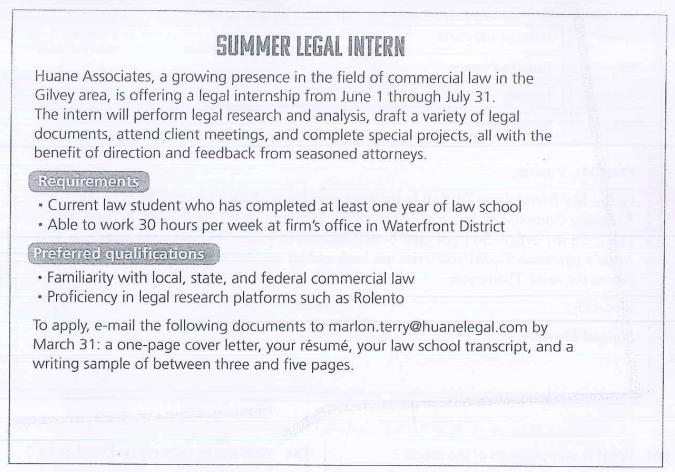 SUMMER LEGAL INTERN
Huane Associates, a growing presence in the field of commercial law in the
Gilvey area, is offering a legal internship from June 1 through July 31.
The intern will perform legal research and analysis, draft a variety of legal
documents, attend client meetings, and complete special projects, all with the
benefit of direction and feedback from seasoned attorneys.
Requirements
• Current law student who has completed at least one year of law school
• Able to work 30 hours per week at firm's office in Waterfront District
Preferred qualifications
• Familiarity with local, state, and federal commercial law
• Proficiency in legal research platforms such as Rolento
To apply, e-mail the following documents to marlon.terry@huanelegal.com by
March 31: a one-page cover letter, your résumé, your law school transcript, and a
writing sample of between three and five pages.